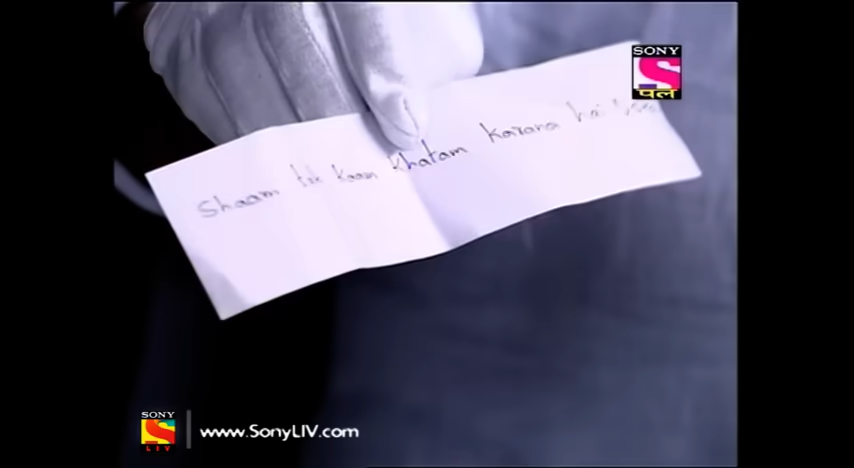 SONY
पल
Shaam tak kaam khatam karana hai
SONY
LIV
www.SonyLIV.com